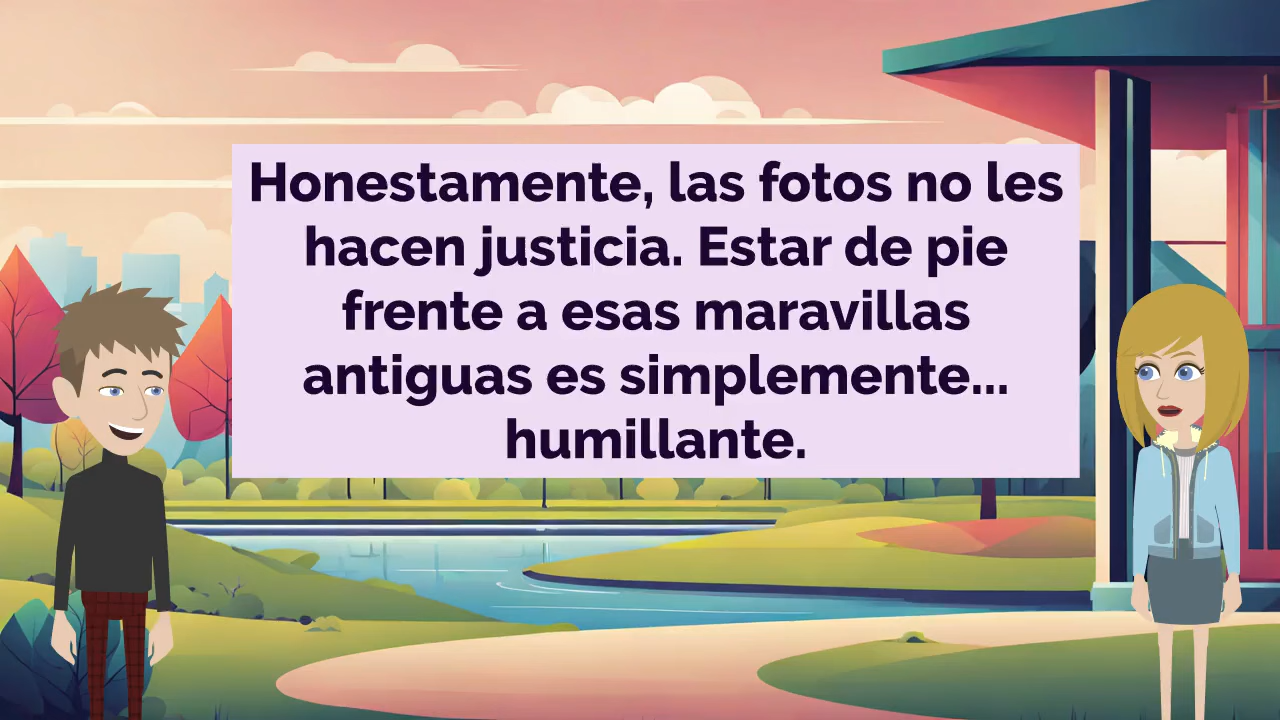 Honestamente, las fotos no les
hacen justicia. Estar de pie
frente a esas maravillas
antiguas es simplemente...
humillante.